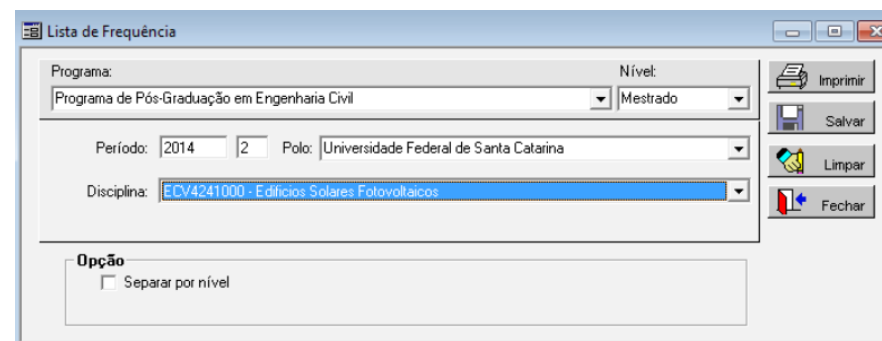 Lista de Frequência
Programa:
Nível:
Programa de Pós-Graduação em Engenharia Civil
Mestrado
Imprimir
Salvar
Período: 2014 2 Polo: Universidade Federal de Santa Catarina
Limpar
Disciplina: ECV4241000 - Edificios Solares Fotovoltaicos
Fechar
Opção
Separar por nível